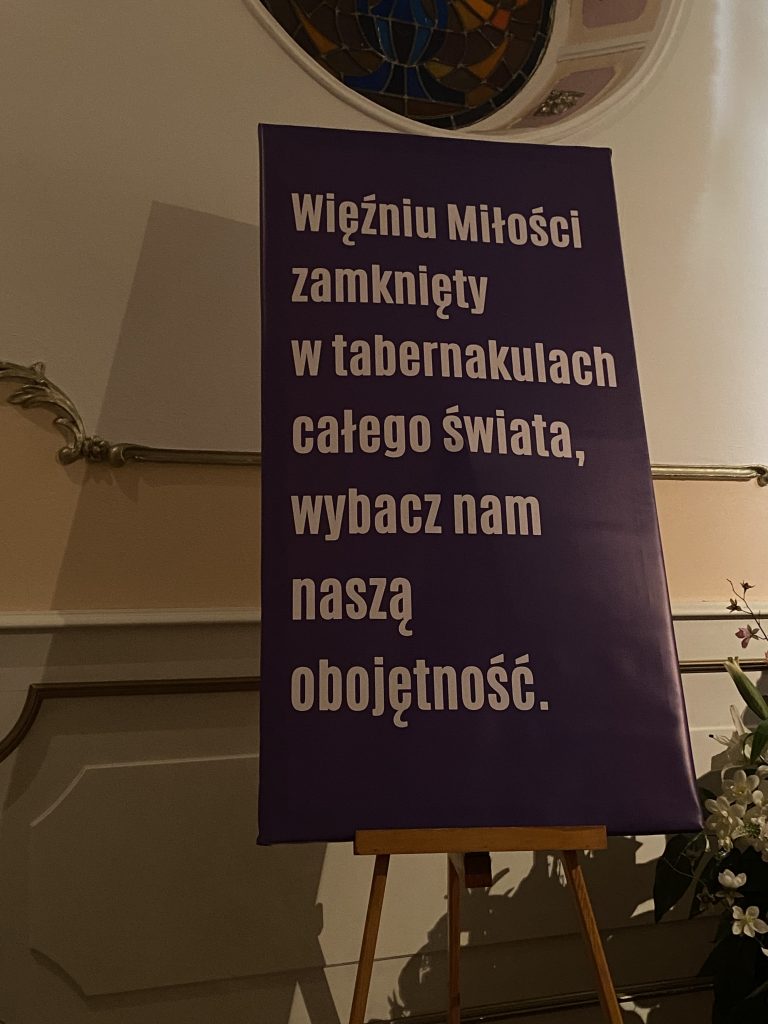 Więźniu Miłości
zamknięty
w tabernakulach
całego świata,
wybacz nam
naszą
obojętność.